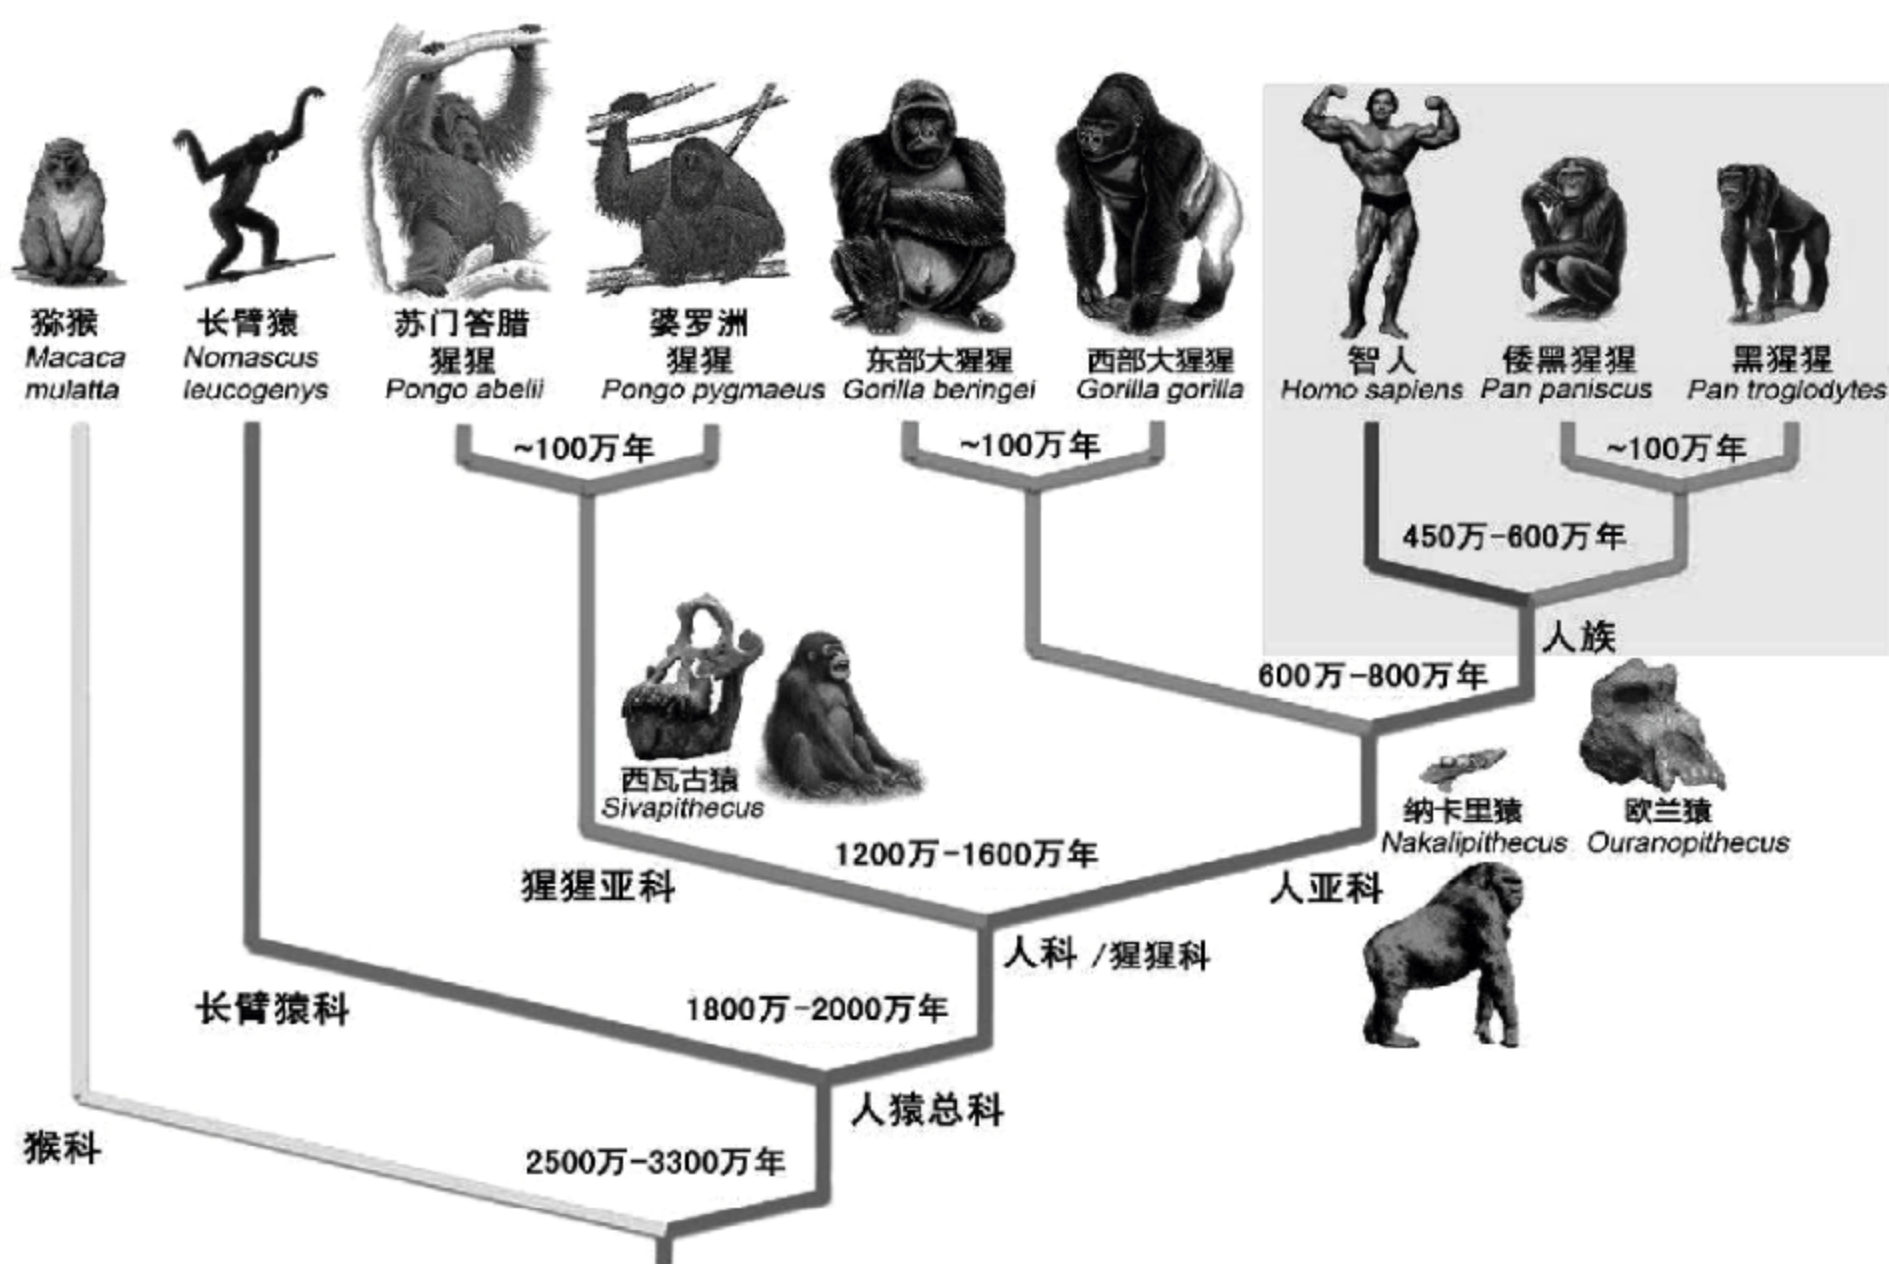 猕猴
Macaca
mulatta
长臂猿
Nomascus
leucogenys
苏门答腊
猩猩
Pongo abelii
婆罗洲
猩猩
Pongo pygmaeus
东部大猩猩
Gorilla beringei
西部大猩猩
Gorilla gorilla
智人
Homo sapiens
倭黑猩猩
Pan paniscus
黑猩猩
Pan troglodytes
~100万年
~100万年
~100万年
450万-600万年
人族
600万-800万年
西瓦古猿
Sivapithecus
纳卡里猿
Nakalipithecus
欧兰猿
Ouranopithecus
1200万-1600万年
猩猩亚科
人亚科
人科 /猩猩科
长臂猿科
1800万-2000万年
人猿总科
猴科
2500万-3300万年